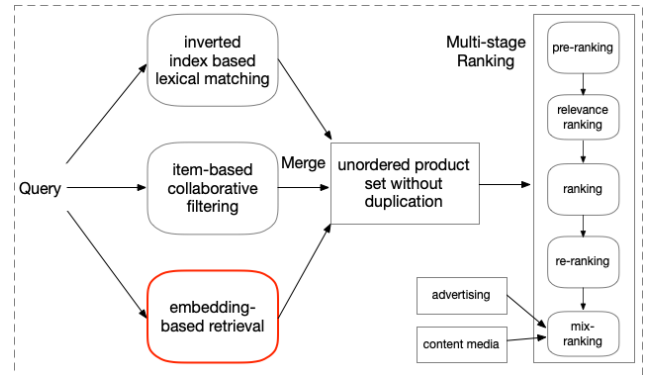 Query
inverted
index based
lexical matching
item-based
collaborative
filtering
embedding-
based retrieval
Merge
unordered product
set without
duplication
Multi-stage
Ranking
pre-ranking
relevance
ranking
ranking
re-ranking
mix-
ranking
advertising
content media